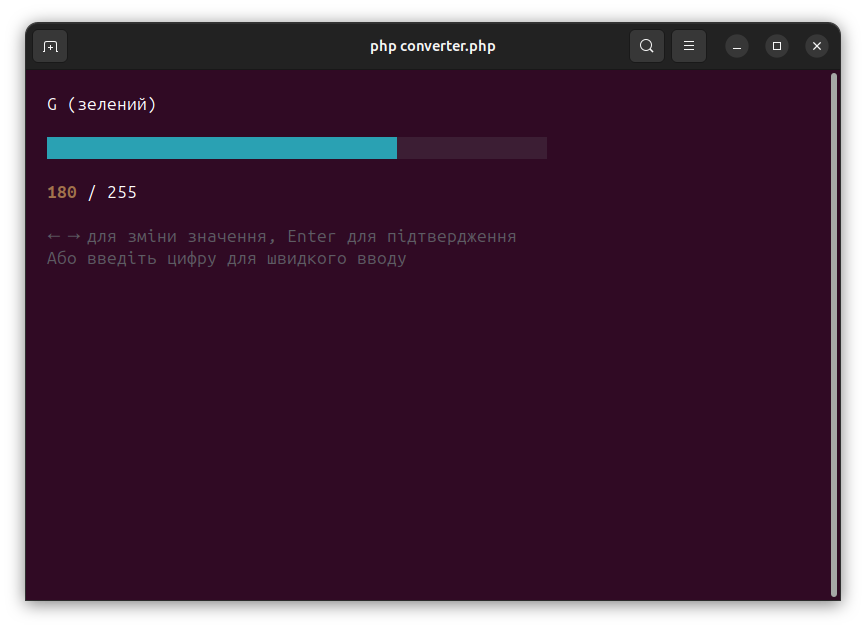 php converter.php
G (зелений)
180 / 255
← → для зміни значення, Enter для підтвердження
Або введіть цифру для швидкого вводу